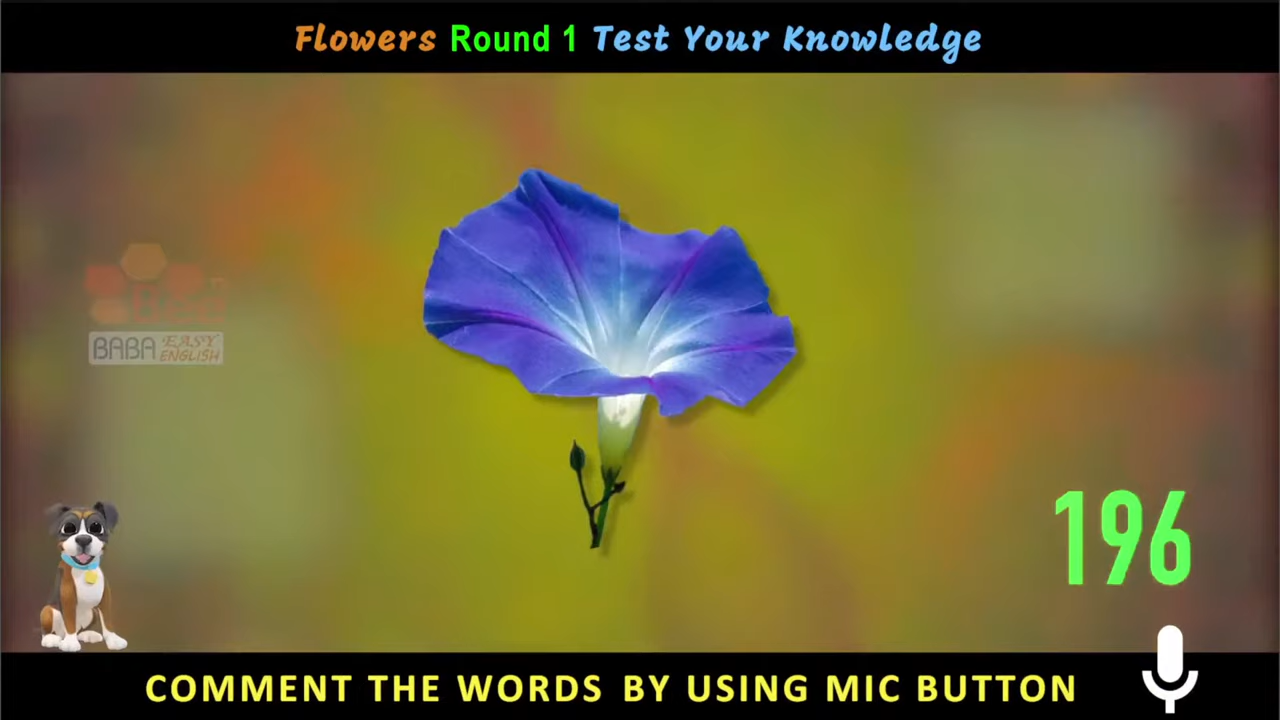 Flowers Round 1 Test Your Knowledge
BABA EASY ENGLISH
196
COMMENT THE WORDS BY USING MIC BUTTON